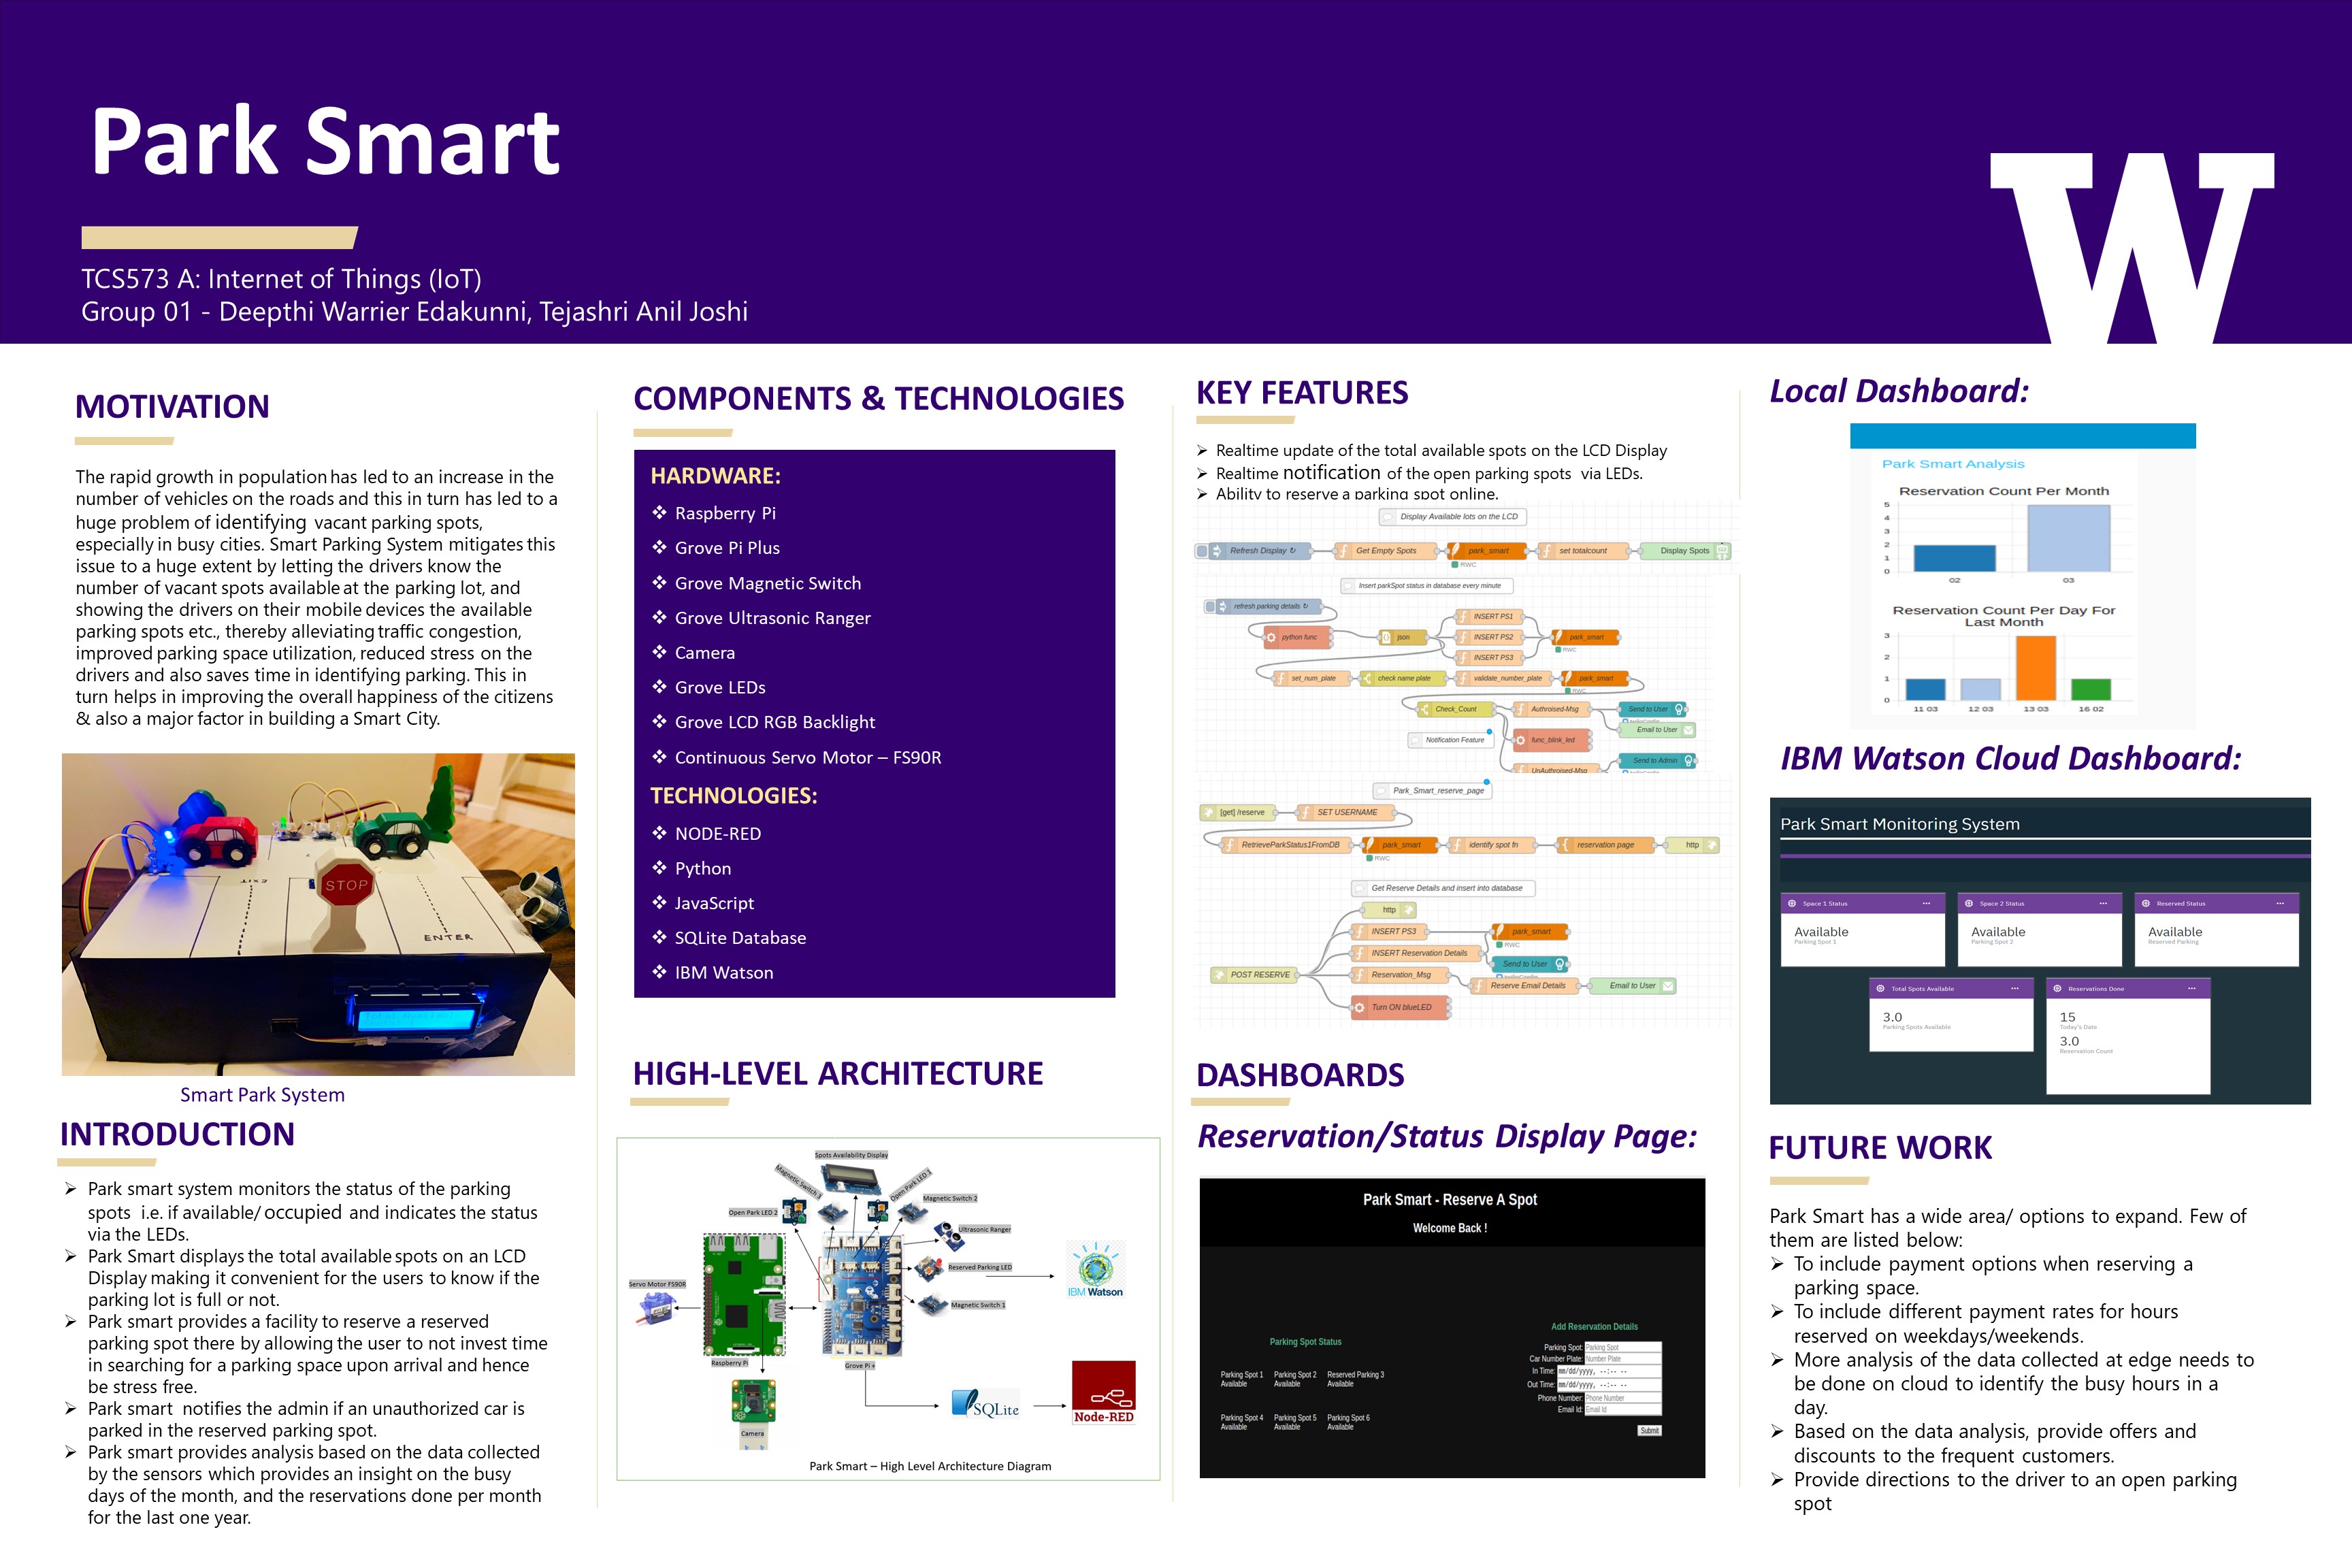 Park Smart
TCS573 A: Internet of Things (IoT)
Group 01 - Deepthi Warrier Edakunni, Tejashri Anil Joshi
W
MOTIVATION
The rapid growth in population has led to an increase in the
number of vehicles on the roads and this in turn has led to a
huge problem of identifying vacant parking spots,
especially in busy cities. Smart Parking System mitigates this
issue to a huge extent by letting the drivers know the
number of vacant spots available at the parking lot, and
showing the drivers on their mobile devices the available
parking spots etc., thereby alleviating traffic congestion,
improved parking space utilization, reduced stress on the
drivers and also saves time in identifying parking. This in
turn helps in improving the overall happiness of the citizens
& also a major factor in building a Smart City.
EXIT
STOP
ENTER
Smart Park System
INTRODUCTION
➢ Park smart system monitors the status of the parking
spots i.e. if available/ occupied and indicates the status
via the LEDs.
➢ Park Smart displays the total available spots on an LCD
Display making it convenient for the users to know if the
parking lot is full or not.
➢ Park smart provides a facility to reserve a reserved
parking spot there by allowing the user to not invest time
in searching for a parking space upon arrival and hence
be stress free.
➢ Park smart notifies the admin if an unauthorized car is
parked in the reserved parking spot.
➢ Park smart provides analysis based on the data collected
by the sensors which provides an insight on the busy
days of the month, and the reservations done per month
for the last one year.
COMPONENTS & TECHNOLOGIES
HARDWARE:
❖ Raspberry Pi
❖ Grove Pi Plus
❖ Grove Magnetic Switch
❖ Grove Ultrasonic Ranger
❖ Camera
❖ Grove LEDs
❖ Grove LCD RGB Backlight
❖ Continuous Servo Motor – FS90R
TECHNOLOGIES:
❖ NODE-RED
❖ Python
❖ JavaScript
❖ SQLite Database
❖ IBM Watson
HIGH-LEVEL ARCHITECTURE
Spots Availability Display
Magnetic Switch 3
Open Park LED 1
Magnetic Switch 2
Open Park LED 2
Ultrasonic Ranger
Reserved Parking LED
Servo Motor FS90R
IBM Watson
Magnetic Switch 1
Raspberry Pi
Grove Pi +
SQLite
Node-RED
Camera
Park Smart – High Level Architecture Diagram
KEY FEATURES
➢ Realtime update of the total available spots on the LCD Display
➢ Realtime notification of the open parking spots via LEDs.
➢ Ability to reserve a parking spot online.
Display Available lots on the LCD
Refresh Display ↻ Get Empty Spots park_smart set totalcount Display Spots
RWC
Insert parkSpot status in database every minute
refresh parking details ↻
INSERT PS1
python func json INSERT PS2 park_smart
RWC
INSERT PS3
set_num_plate check name plate validate_number_plate park_smart
RWC
Check_Count Authroised-Msg Send to User
Email to User
Notification Feature func_blink_led
Send to Admin
UnAuthroised-Msg
Park_Smart_reserve_page
[get] /reserve SET USERNAME
RetrieveParkStatus1FromDB park_smart identify spot fn reservation page http
RWC
Get Reserve Details and insert into database
http
INSERT PS3 park_smart
RWC
INSERT Reservation Details
Send to User
POST RESERVE Reservation_Msg
Reserve Email Details Email to User
Turn ON blueLED
DASHBOARDS
Reservation/Status Display Page:
Park Smart - Reserve A Spot
Welcome Back !
Parking Spot Status
Parking Spot 1 Parking Spot 2 Reserved Parking 3
Available Available Available
Parking Spot 4 Parking Spot 5 Parking Spot 6
Available Available Available
Add Reservation Details
Parking Spot: Parking Spot
Car Number Plate: Number Plate
In Time: mm/dd/yyyy, --:-- --
Out Time: mm/dd/yyyy, --:-- --
Phone Number: Phone Number
Email Id: Email Id
Submit
Local Dashboard:
Park Smart Analysis
Reservation Count Per Month
5
4
3
2
1
0
02 03
Reservation Count Per Day For
Last Month
3
2
1
0
11 03 12 03 13 03 16 02
IBM Watson Cloud Dashboard:
Park Smart Monitoring System
Space 1 Status ··· Space 2 Status ··· Reserved Status ···
Available Available Available
Parking Spot 1 Parking Spot 2 Reserved Parking
Total Spots Available ··· Reservations Done ···
3.0
Parking Spots Available
15
Today's Date
3.0
Reservation Count
FUTURE WORK
Park Smart has a wide area/ options to expand. Few of
them are listed below:
➢ To include payment options when reserving a
parking space.
➢ To include different payment rates for hours
reserved on weekdays/weekends.
➢ More analysis of the data collected at edge needs to
be done on cloud to identify the busy hours in a
day.
➢ Based on the data analysis, provide offers and
discounts to the frequent customers.
➢ Provide directions to the driver to an open parking
spot